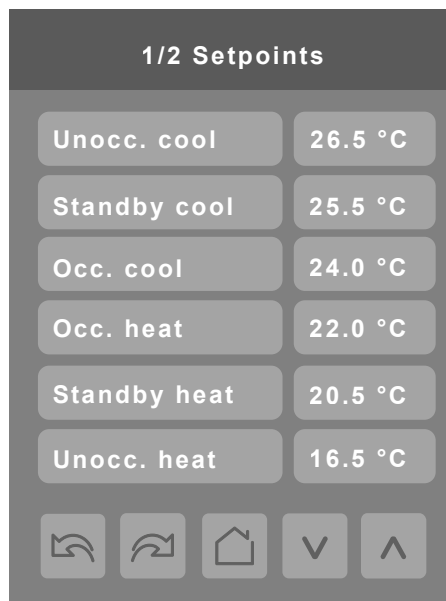 1/2 Setpoints
Unocc. cool 26.5 °C
Standby cool 25.5 °C
Occ. cool 24.0 °C
Occ. heat 22.0 °C
Standby heat 20.5 °C
Unocc. heat 16.5 °C